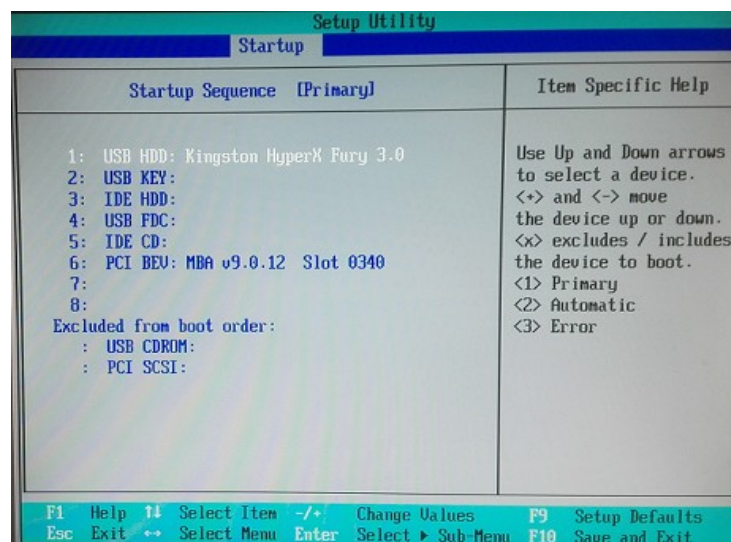 Setup Utility
Startup
Startup Sequence [Primary]
Item Specific Help
1: USB HDD: Kingston HyperX Fury 3.0
2: USB KEY:
3: IDE HDD:
4: USB FDC:
5: IDE CD:
6: PCI BEV: MBA v9.0.12 Slot 0340
7:
8:
Excluded from boot order:
: USB CDROM:
: PCI SCSI:
Use Up and Down arrows
to select a device.
<+> and <-> move
the device up or down.
<x> excludes / includes
the device to boot.
<1> Primary
<2> Automatic
<3> Error
F1 Help ↑↓ Select Item -/+ Change Values F9 Setup Defaults
Esc Exit ↔ Select Menu Enter Select ▶ Sub-Menu F10 Save and Exit